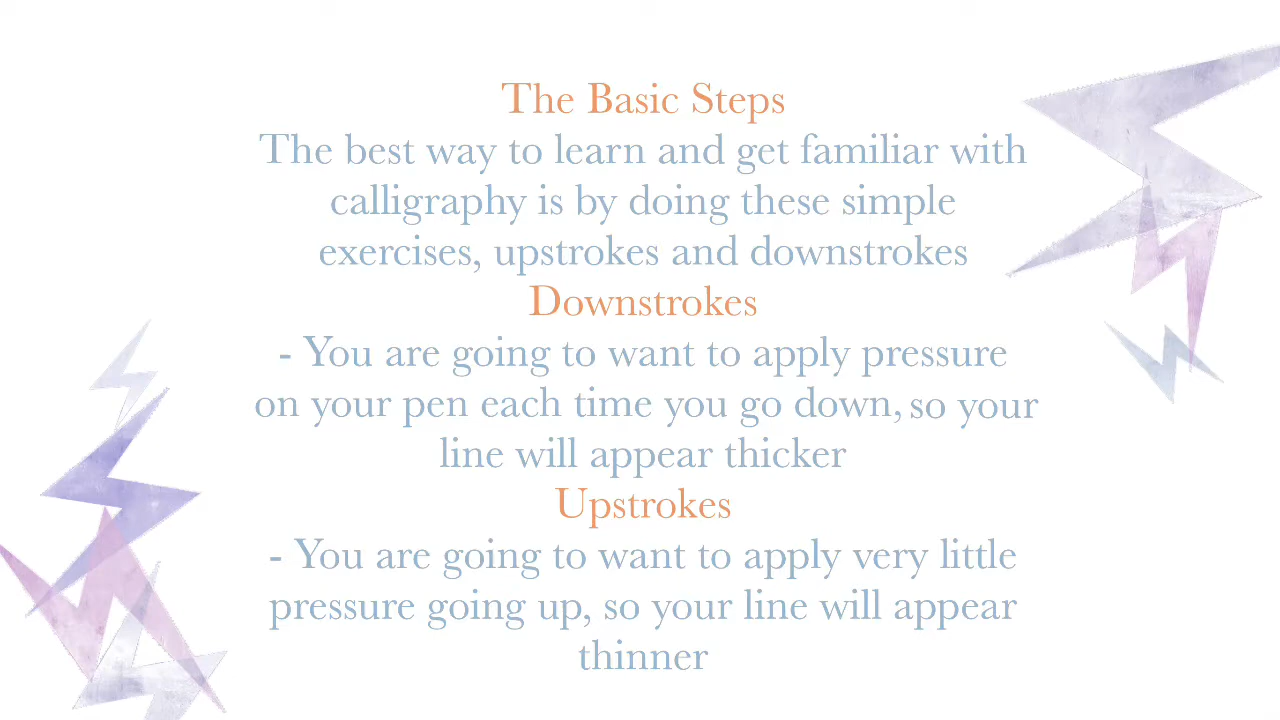 The Basic Steps
The best way to learn and get familiar with
calligraphy is by doing these simple
exercises, upstrokes and downstrokes
Downstrokes
- You are going to want to apply pressure
on your pen each time you go down, so your
line will appear thicker
Upstrokes
- You are going to want to apply very little
pressure going up, so your line will appear
thinner